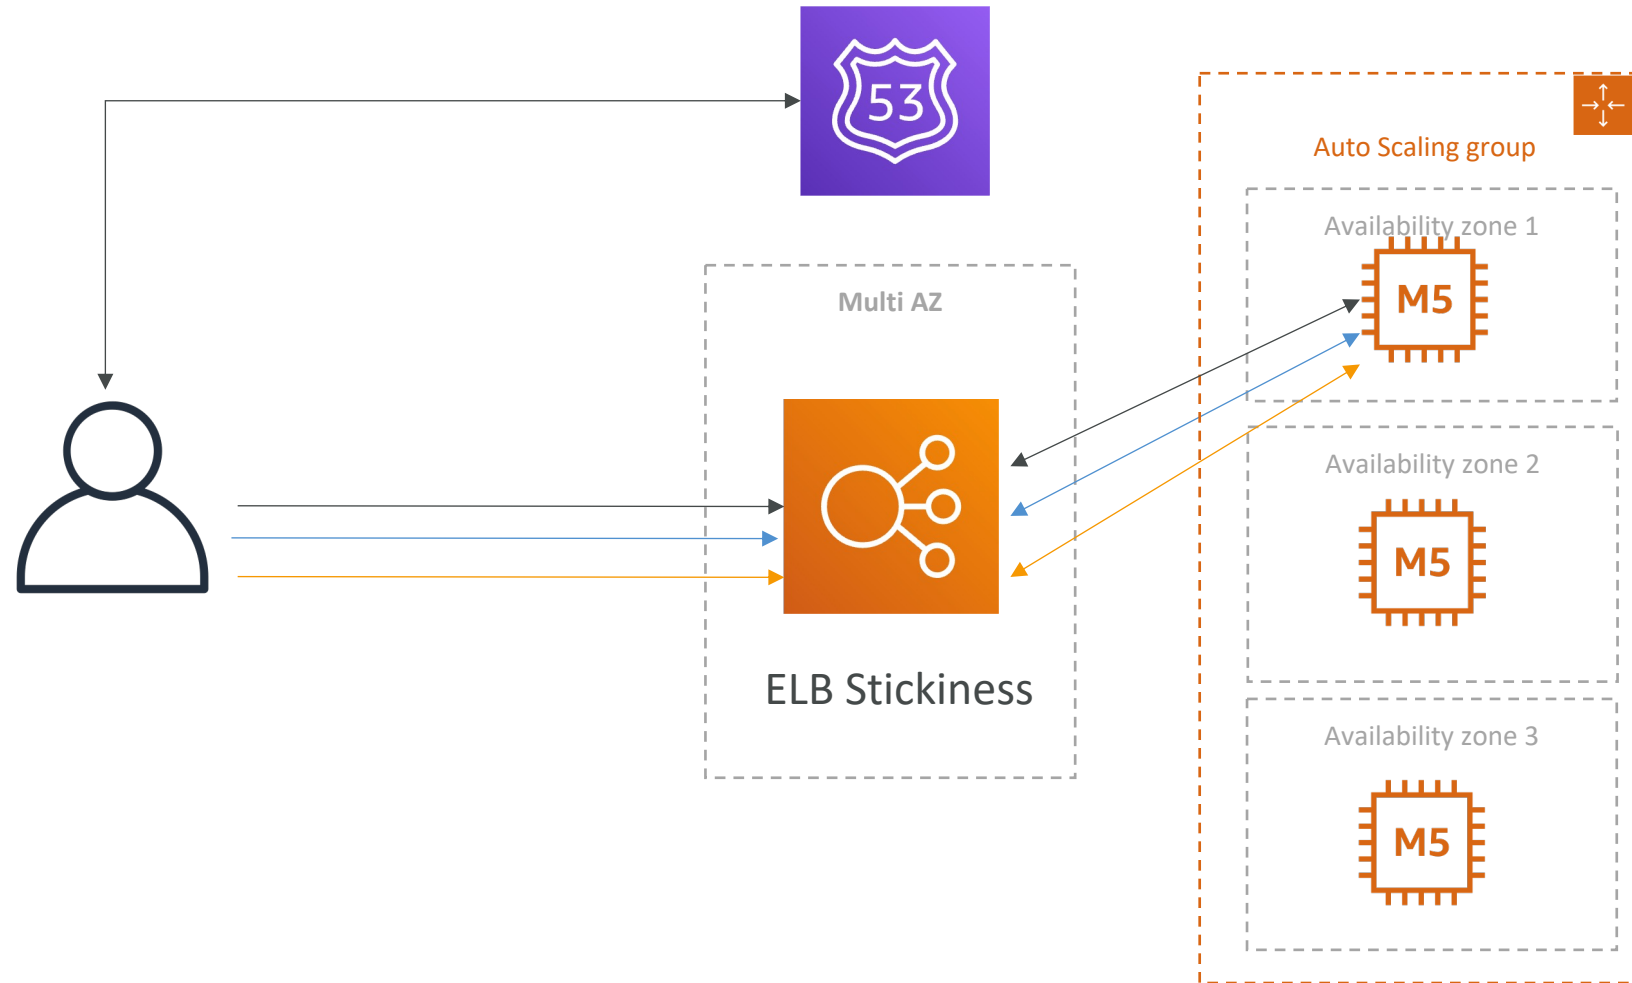 53
Auto Scaling group
Availability zone 1
M5
Multi AZ
Availability zone 2
M5
ELB Stickiness
Availability zone 3
M5